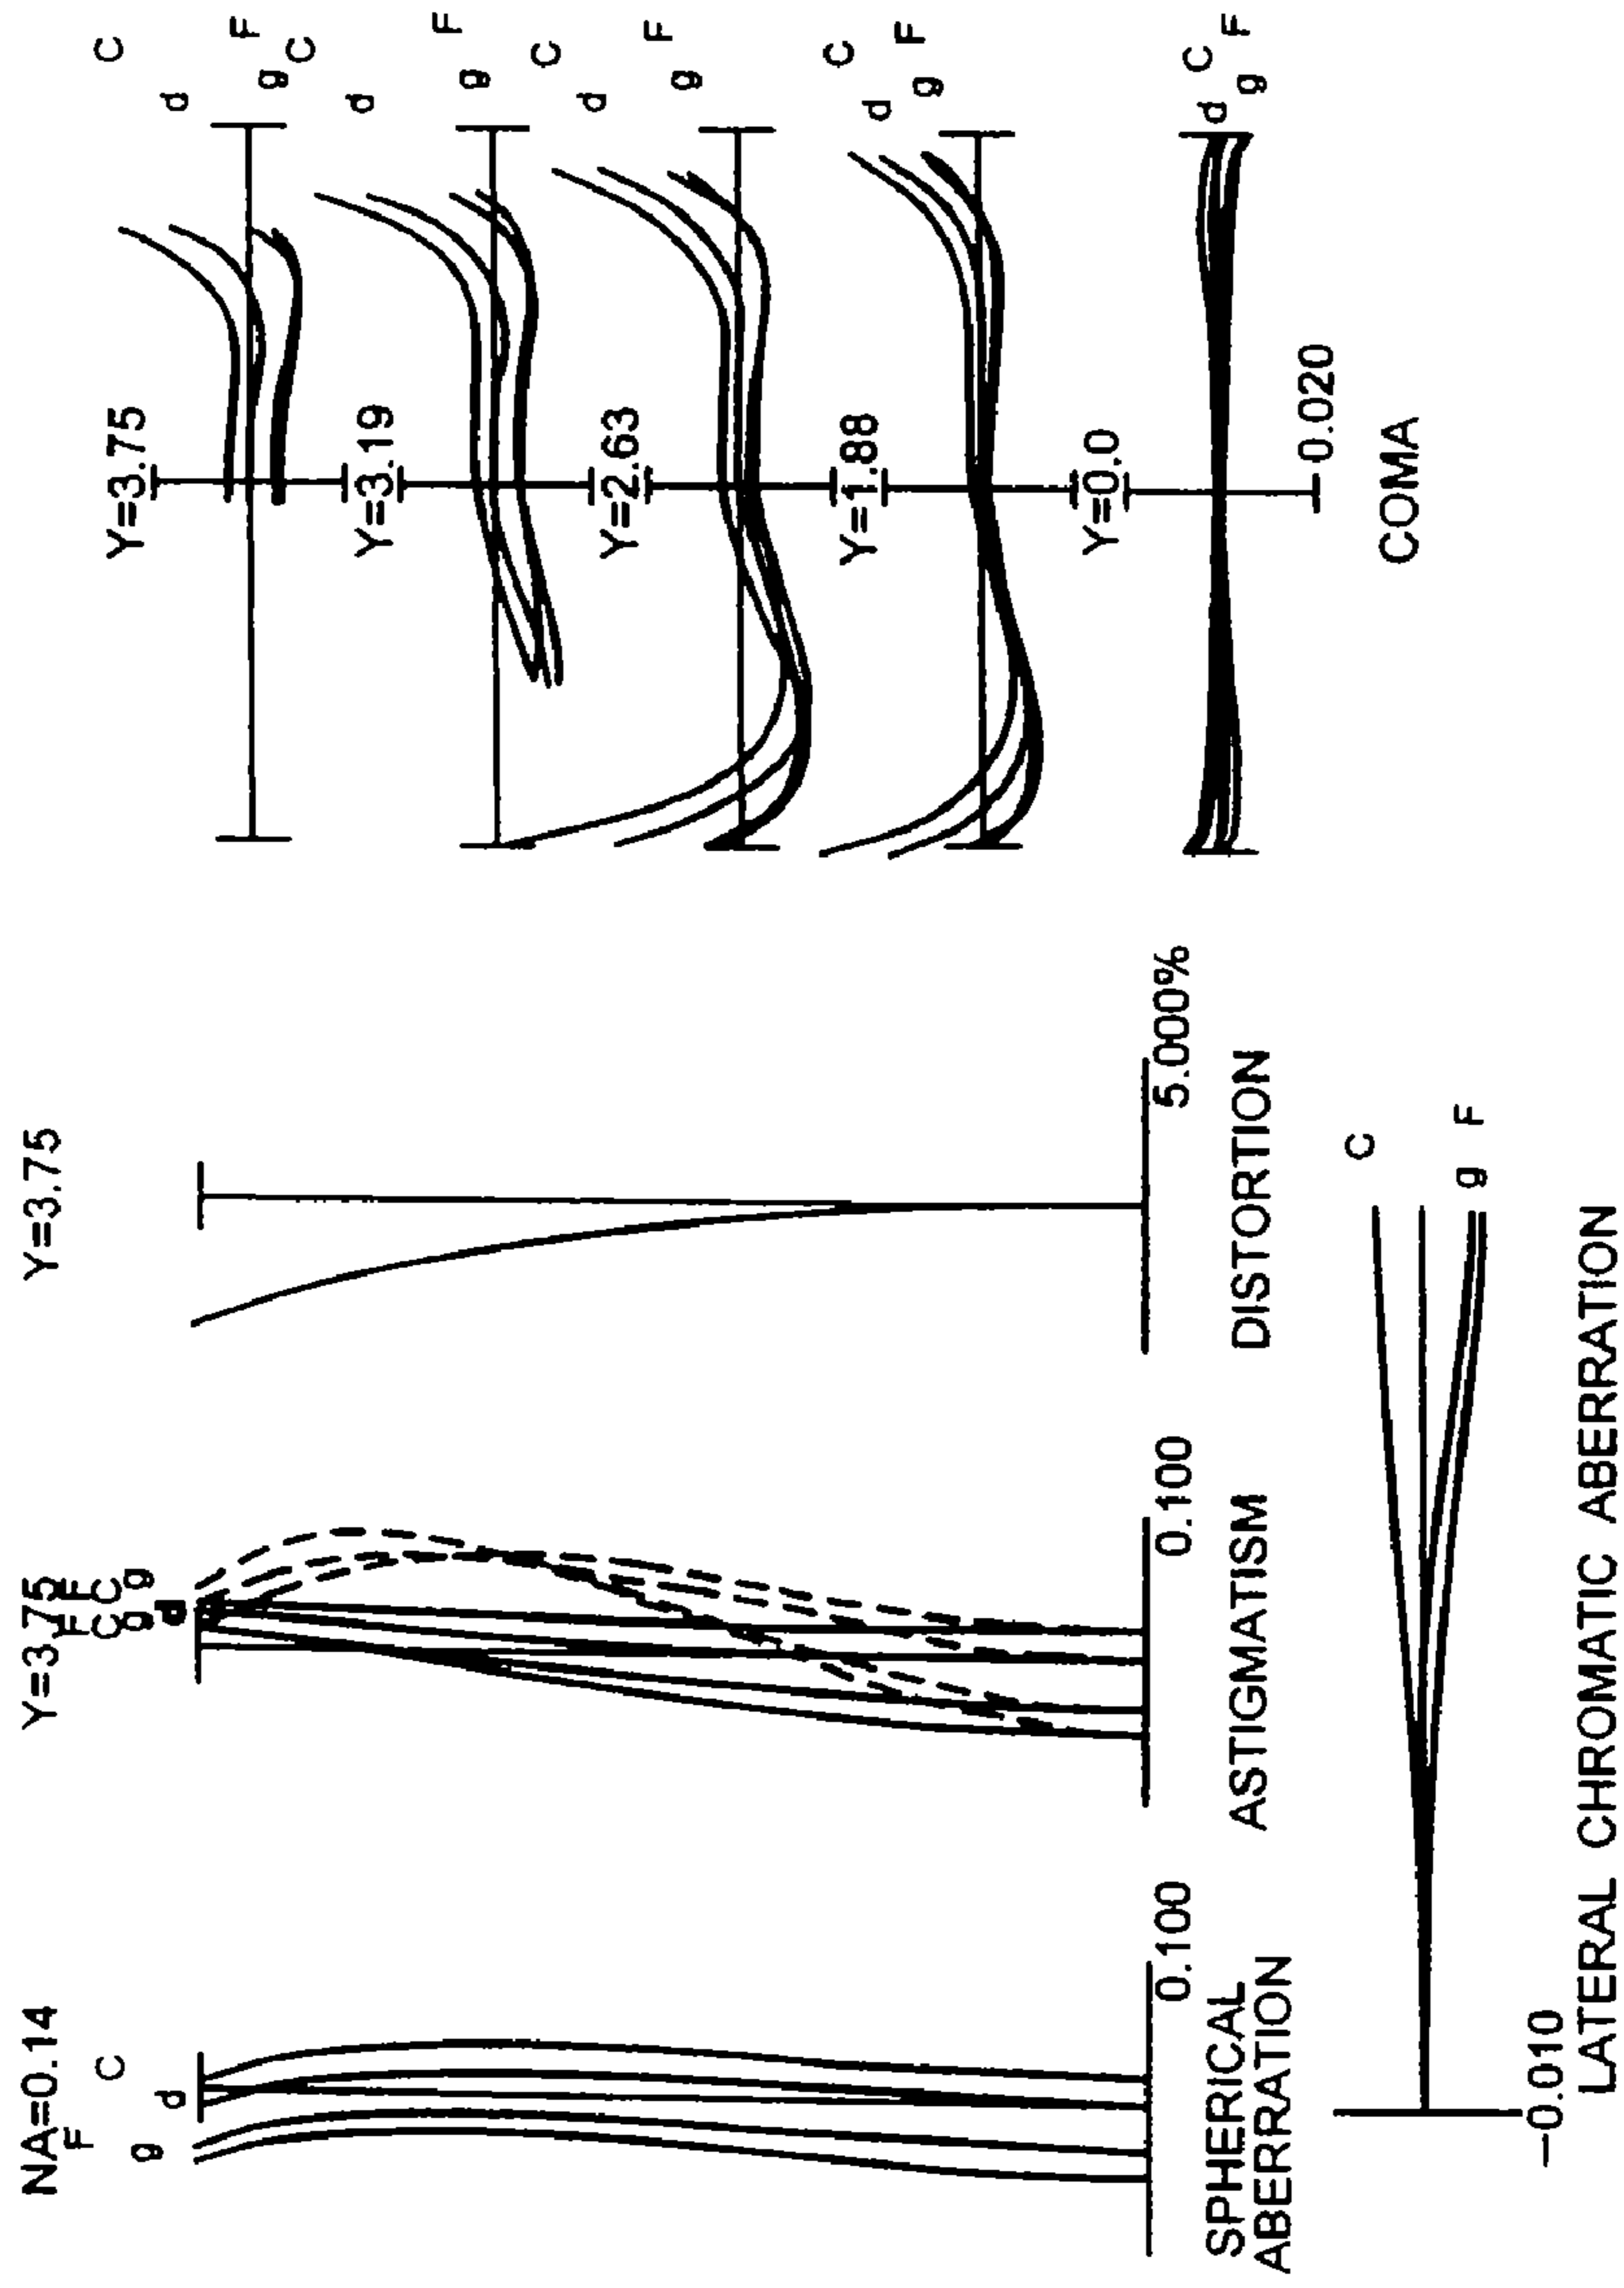 NA=0.14
F
C
d
g
0.100
SPHERICAL
ABERRATION
Y=3.75
F F
C C
g g
d
0.100
ASTIGMATISM
Y=3.75
5.000%
DISTORTION
Y=3.75
C
d
F
g
Y=3.19
C
d
F
g
Y=2.63
C
d
F
g
Y=1.88
C
d
F
g
Y=0.0
C
d
g
F
0.020
COMA
C
g
F
−0.010
LATERAL CHROMATIC ABERRATION